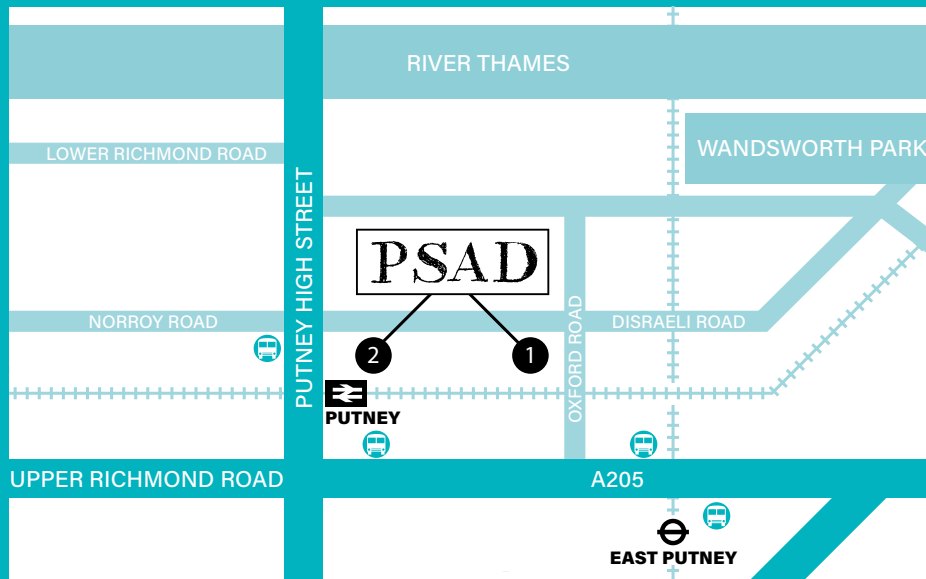 RIVER THAMES
LOWER RICHMOND ROAD
WANDSWORTH PARK
PUTNEY HIGH STREET
PSAD
NORROY ROAD
DISRAELI ROAD
OXFORD ROAD
2
1
PUTNEY
UPPER RICHMOND ROAD
A205
EAST PUTNEY